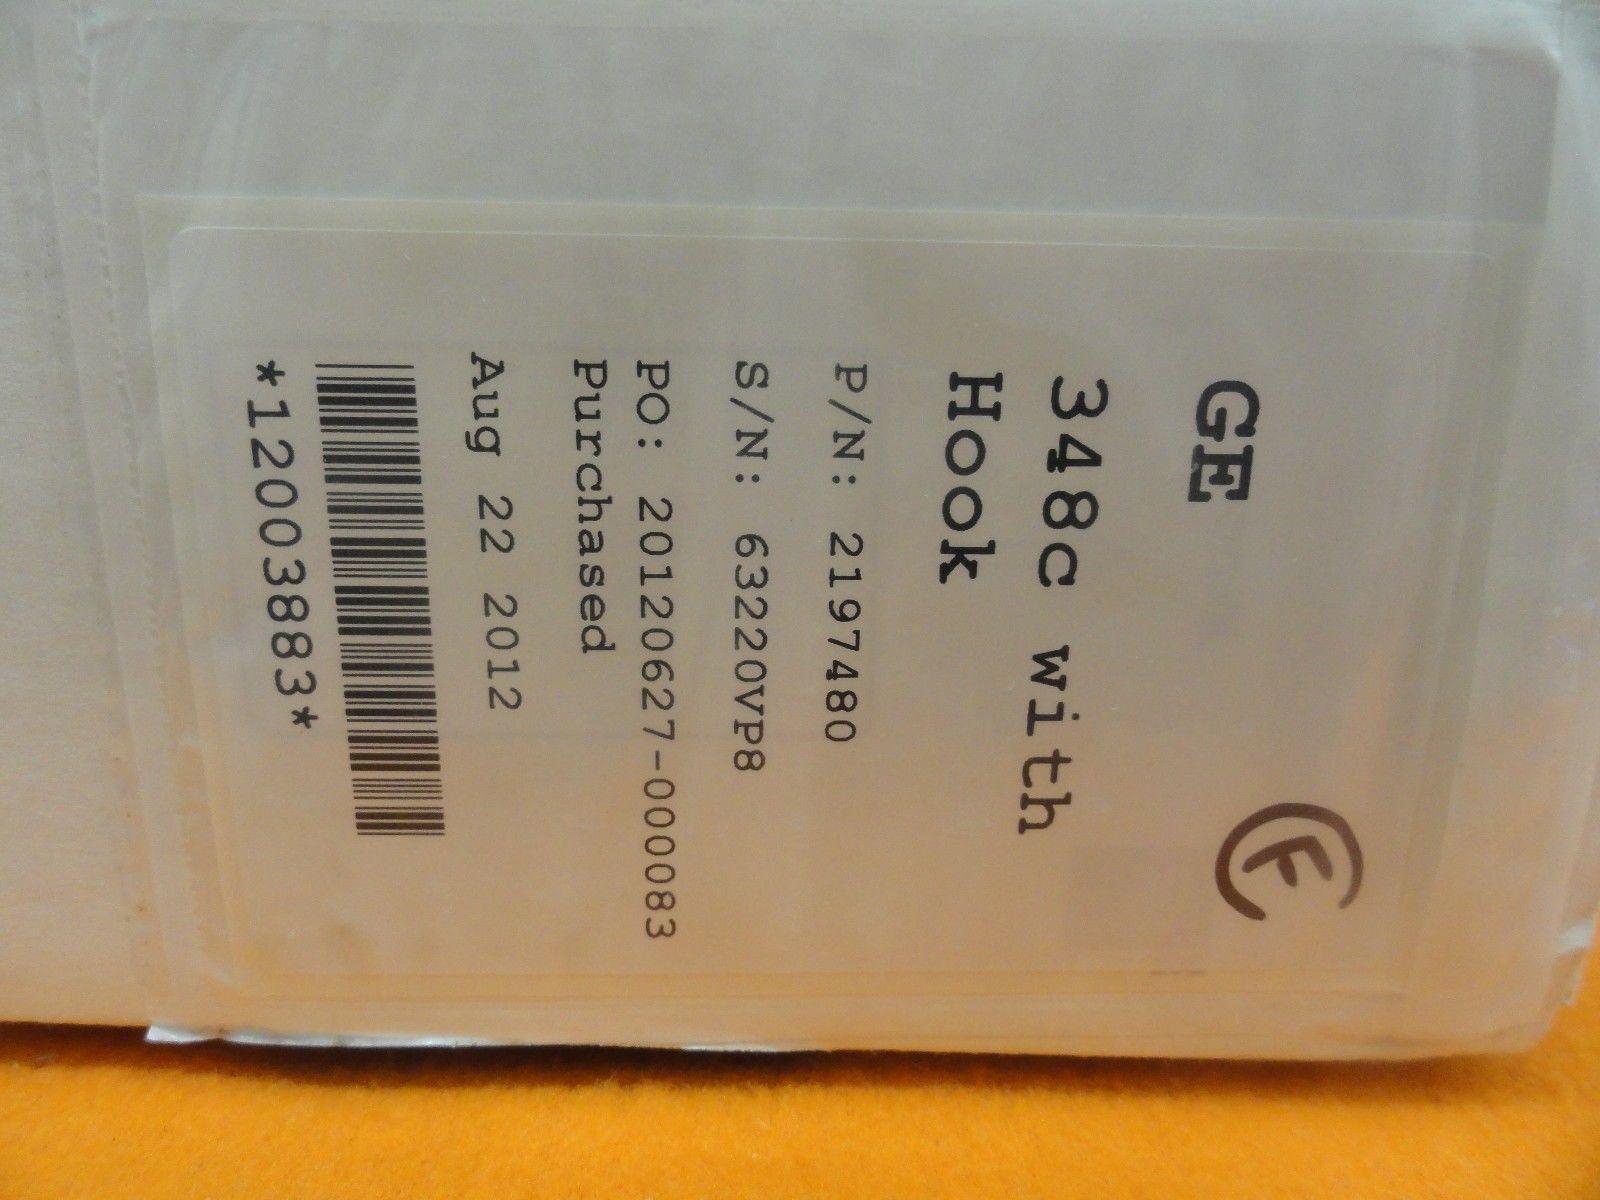 GE
F
348c with
Hook
P/N: 2197480
S/N: 63220VP8
PO: 20120627-000083
Purchased
Aug 22 2012
*12003883*